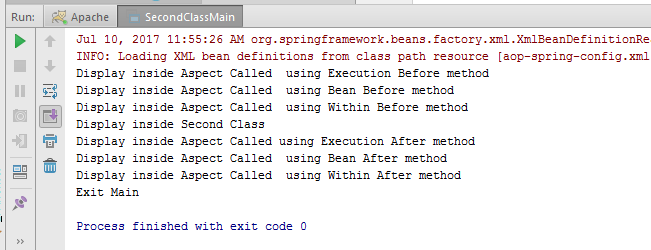 Run: Apache SecondClassMain
Jul 10, 2017 11:55:26 AM org.springframework.beans.factory.xml.XmlBeanDefinitionRea
INFO: Loading XML bean definitions from class path resource [aop-spring-config.xml
Display inside Aspect Called  using Execution Before method
Display inside Aspect Called  using Bean Before method
Display inside Aspect Called  using Within Before method
Display inside Second Class
Display inside Aspect Called using Execution After method
Display inside Aspect Called  using Bean After method
Display inside Aspect Called  using Within After method
Exit Main
Process finished with exit code 0